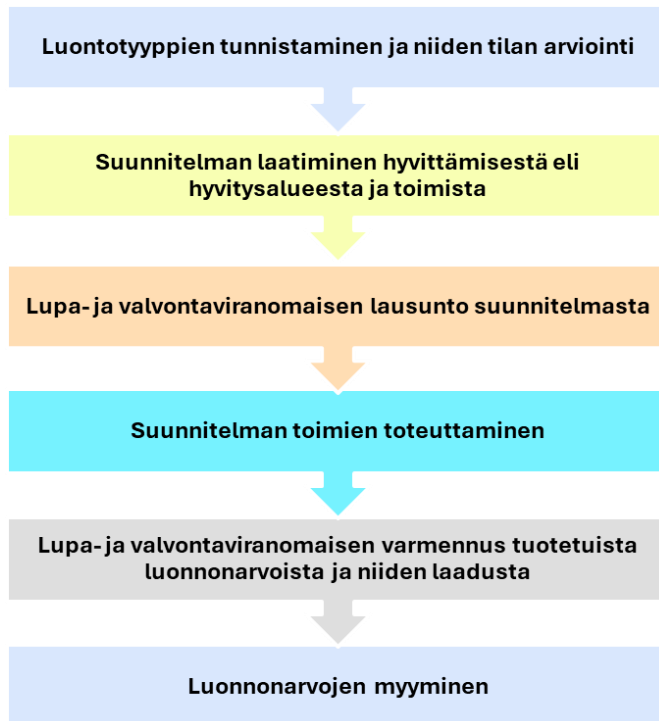 Luontotyyppien tunnistaminen ja niiden tilan arviointi
Suunnitelman laatiminen hyvittämisestä eli
hyvitysalueesta ja toimista
Lupa- ja valvontaviranomaisen lausunto suunnitelmasta
Suunnitelman toimien toteuttaminen
Lupa- ja valvontaviranomaisen varmennus tuotetuista
luonnonarvoista ja niiden laadusta
Luonnonarvojen myyminen